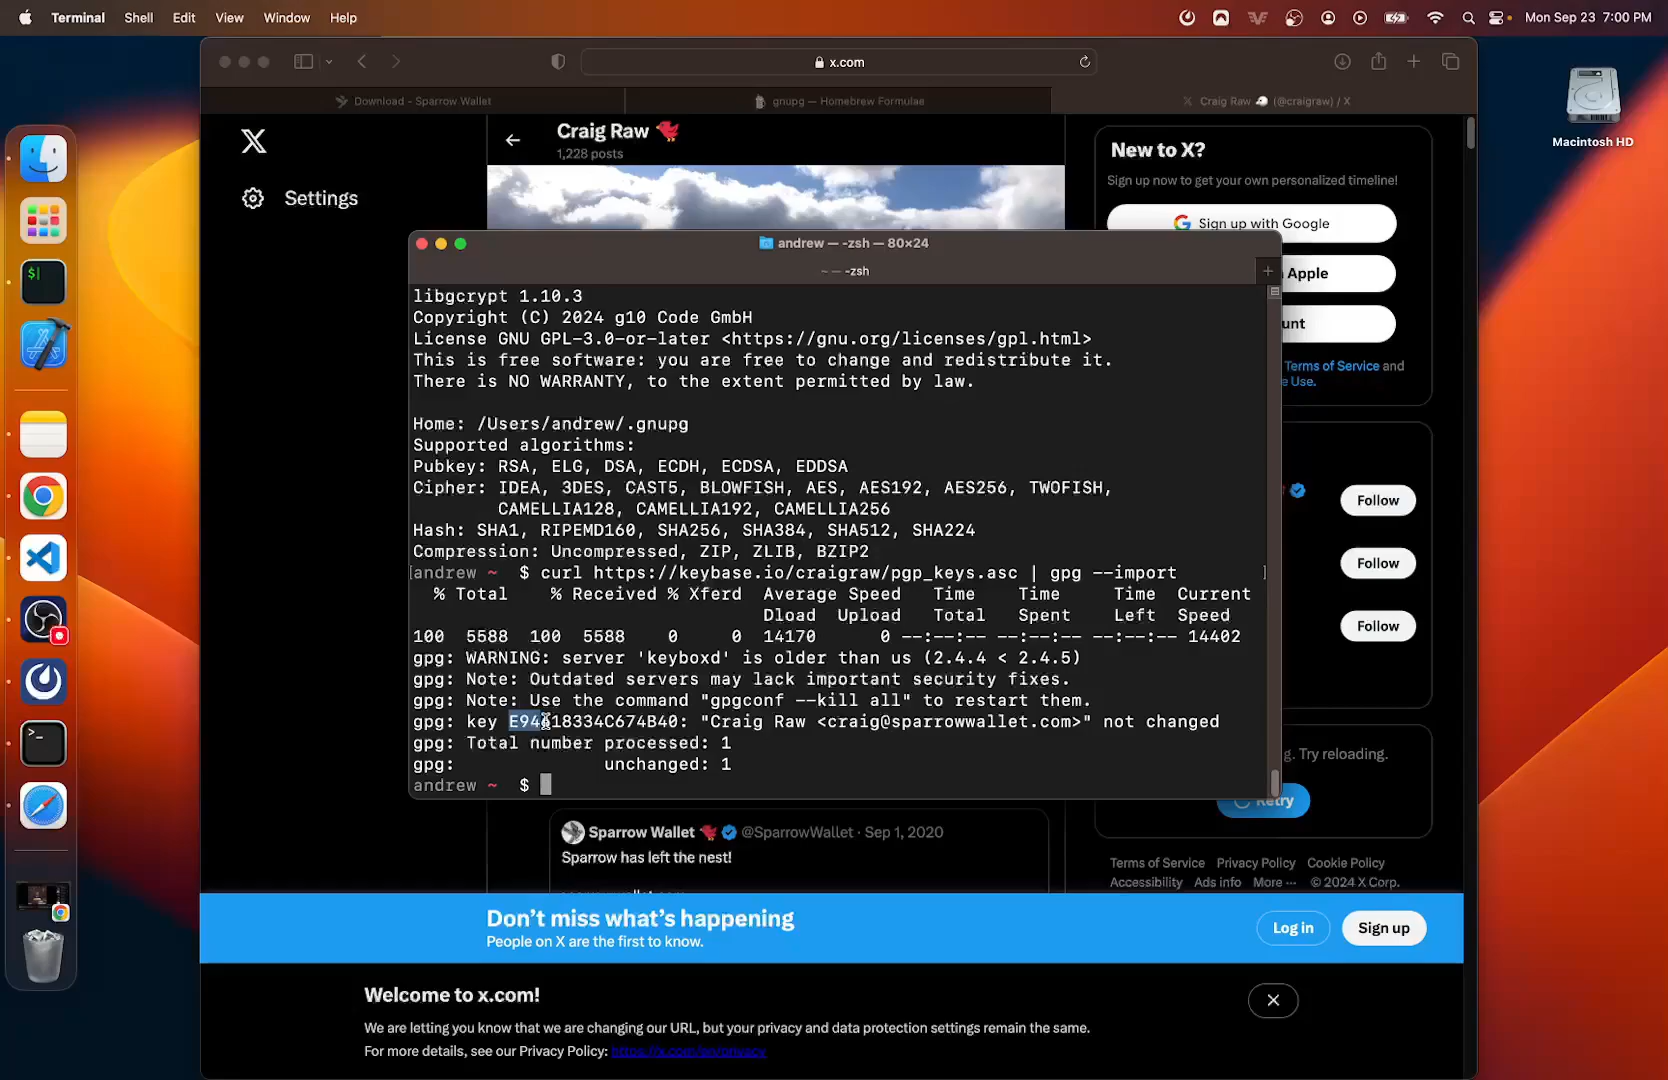 Terminal Shell Edit View Window Help Mon Sep 23 7:00 PM
x.com
Download – Sparrow Wallet gnupg — Homebrew Formulae Craig Raw (@craigraw) / X
Macintosh HD
Settings
Craig Raw
1,228 posts
New to X?
Sign up now to get your own personalized timeline!
Sign up with Google
Apple
unt
Terms of Service and
e Use.
Follow
Follow
Follow
. Try reloading.
Retry
andrew — -zsh — 80×24
~ — -zsh
libgcrypt 1.10.3
Copyright (C) 2024 g10 Code GmbH
License GNU GPL-3.0-or-later <https://gnu.org/licenses/gpl.html>
This is free software: you are free to change and redistribute it.
There is NO WARRANTY, to the extent permitted by law.
Home: /Users/andrew/.gnupg
Supported algorithms:
Pubkey: RSA, ELG, DSA, ECDH, ECDSA, EDDSA
Cipher: IDEA, 3DES, CAST5, BLOWFISH, AES, AES192, AES256, TWOFISH,
CAMELLIA128, CAMELLIA192, CAMELLIA256
Hash: SHA1, RIPEMD160, SHA256, SHA384, SHA512, SHA224
Compression: Uncompressed, ZIP, ZLIB, BZIP2
[andrew ~ $ curl https://keybase.io/craigraw/pgp_keys.asc | gpg --import ]
% Total % Received % Xferd Average Speed Time Time Time Current
Dload Upload Total Spent Left Speed
100 5588 100 5588 0 0 14170 0 --:--:-- --:--:-- --:--:-- 14402
gpg: WARNING: server 'keyboxd' is older than us (2.4.4 < 2.4.5)
gpg: Note: Outdated servers may lack important security fixes.
gpg: Note: Use the command "gpgconf --kill all" to restart them.
gpg: key "Craig Raw <craig@sparrowwallet.com>" not changed
gpg: Total number processed: 1
gpg: unchanged: 1
andrew ~ $
Sparrow Wallet @SparrowWallet · Sep 1, 2020
Sparrow has left the nest!
Terms of Service Privacy Policy Cookie Policy
Accessibility Ads info More ··· © 2024 X Corp.
Don’t miss what’s happening
People on X are the first to know.
Log in Sign up
Welcome to x.com!
We are letting you know that we are changing our URL, but your privacy and data protection settings remain the same.
For more details, see our Privacy Policy: https://x.com/en/privacy